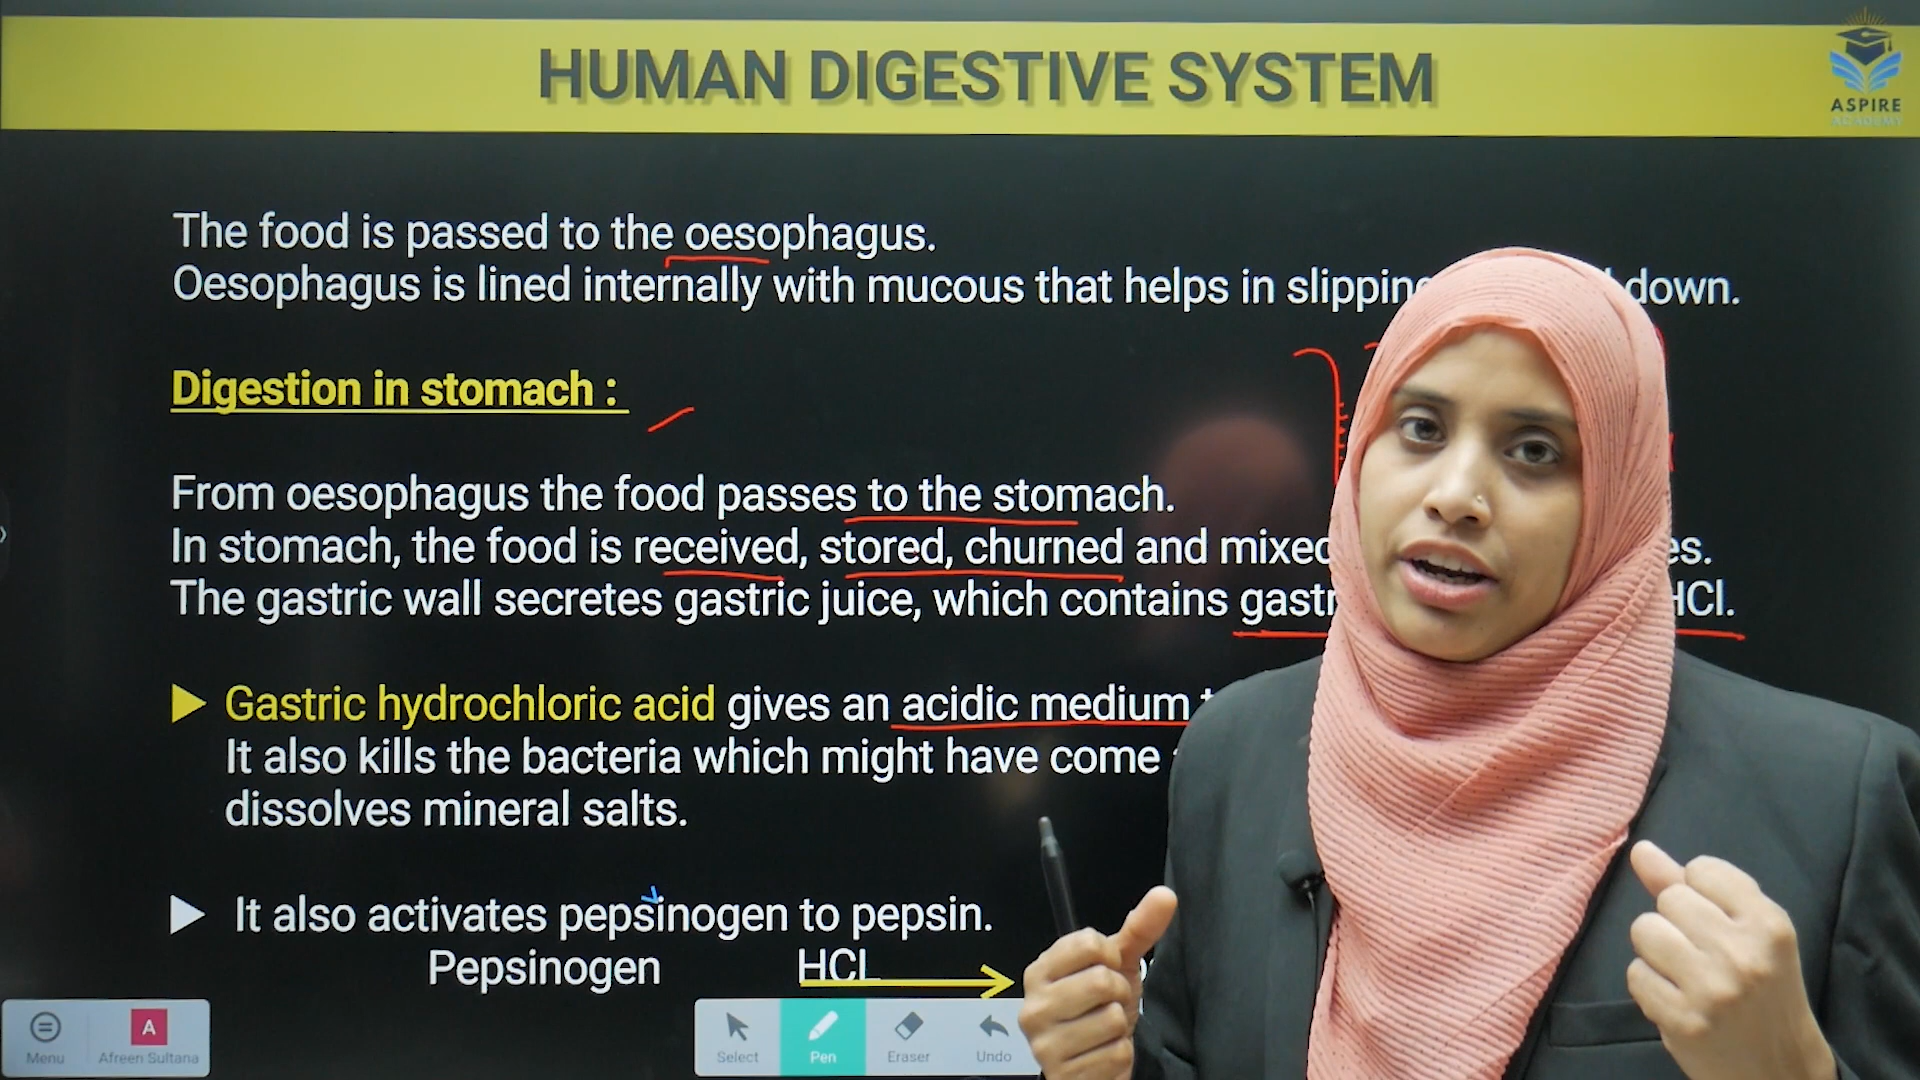 HUMAN DIGESTIVE SYSTEM
ASPIRE
ACADEMY
The food is passed to the oesophagus.
Oesophagus is lined internally with mucous that helps in slipping down.
Digestion in stomach :
From oesophagus the food passes to the stomach.
In stomach, the food is received, stored, churned and mixed
The gastric wall secretes gastric juice, which contains HCl.
Gastric hydrochloric acid gives an acidic medium
It also kills the bacteria which might have come
dissolves mineral salts.
It also activates pepsinogen to pepsin.
Pepsinogen HCl
Menu
A
Afreen Sultana
Select
Pen
Eraser
Undo